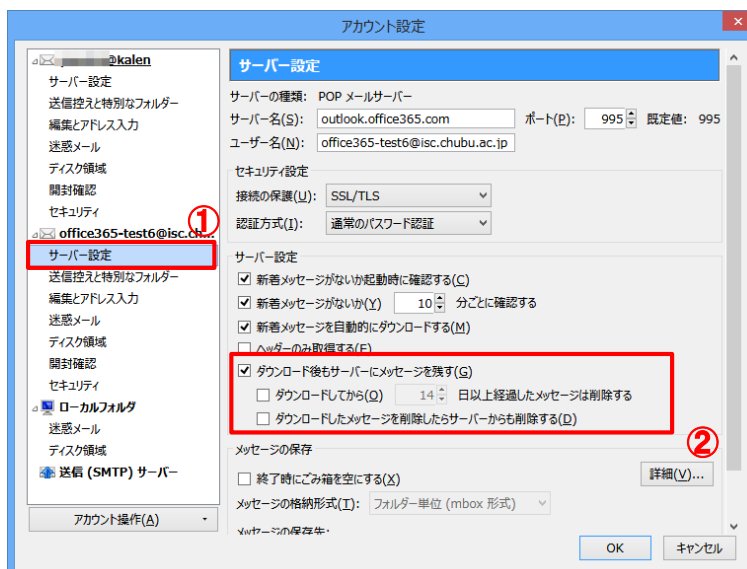 アカウント設定
@kalen
サーバー設定
送信控えと特別なフォルダー
編集とアドレス入力
迷惑メール
ディスク領域
開封確認
セキュリティ
①
office365-test6@isc.ch...
サーバー設定
送信控えと特別なフォルダー
編集とアドレス入力
迷惑メール
ディスク領域
開封確認
セキュリティ
ローカルフォルダ
迷惑メール
ディスク領域
送信 (SMTP) サーバー
アカウント操作(A)
サーバー設定
サーバーの種類: POP メールサーバー
サーバー名(S): outlook.office365.com ポート(P): 995 既定値: 995
ユーザー名(N): office365-test6@isc.chubu.ac.jp
セキュリティ設定
接続の保護(U): SSL/TLS
認証方式(I): 通常のパスワード認証
サーバー設定
新着メッセージがないか起動時に確認する(C)
新着メッセージがないか(Y) 10 分ごとに確認する
新着メッセージを自動的にダウンロードする(M)
ヘッダーのみ取得する(F)
ダウンロード後もサーバーにメッセージを残す(G)
ダウンロードしてから(O) 14 日以上経過したメッセージは削除する
ダウンロードしたメッセージを削除したらサーバーからも削除する(D)
②
メッセージの保存
終了時にごみ箱を空にする(X) 詳細(V)...
メッセージの格納形式(T): フォルダー単位 (mbox 形式)
メッセージの保存先:
OK キャンセル